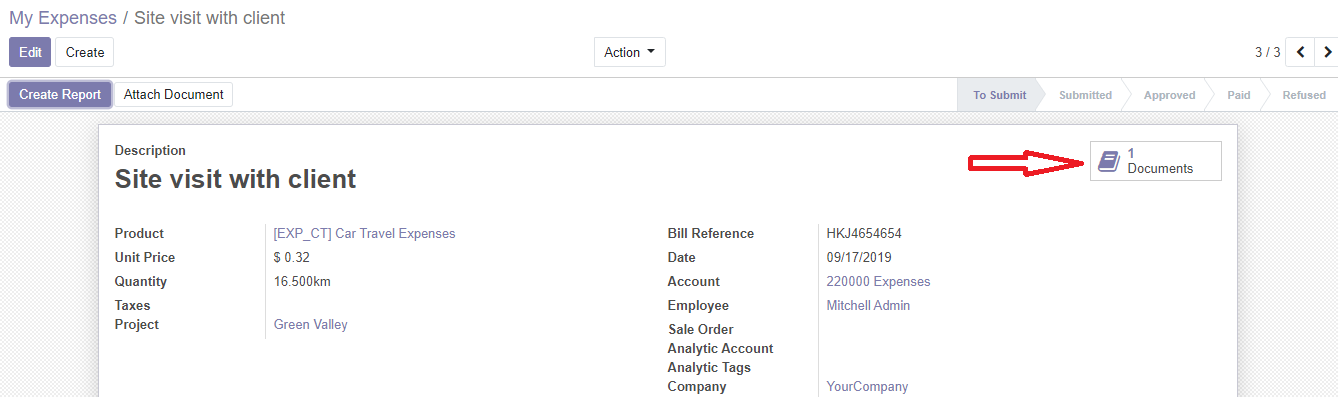 My Expenses / Site visit with client
Edit Create Action 3 / 3
Create Report Attach Document To Submit Submitted Approved Paid Refused
Description
Site visit with client
1
Documents
Product [EXP_CT] Car Travel Expenses
Unit Price $ 0.32
Quantity 16.500km
Taxes
Project Green Valley
Bill Reference HKJ4654654
Date 09/17/2019
Account 220000 Expenses
Employee Mitchell Admin
Sale Order
Analytic Account
Analytic Tags
Company YourCompany